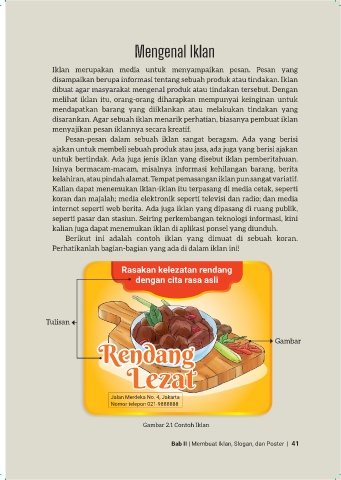 Mengenal Iklan
Iklan merupakan media untuk menyampaikan pesan. Pesan yang
disampaikan berupa informasi tentang sebuah produk atau tindakan. Iklan
dibuat agar masyarakat mengenal produk atau tindakan tersebut. Dengan
melihat iklan itu, orang-orang diharapkan mempunyai keinginan untuk
mendapatkan barang yang diiklankan atau melakukan tindakan yang
disarankan. Agar sebuah iklan menarik perhatian, biasanya pembuat iklan
menyajikan pesan iklannya secara kreatif.
Pesan-pesan dalam sebuah iklan sangat beragam. Ada yang berisi
ajakan untuk membeli sebuah produk atau jasa, ada juga yang berisi ajakan
untuk bertindak. Ada juga jenis iklan yang disebut iklan pemberitahuan.
Isinya bermacam-macam, misalnya informasi kehilangan barang, berita
kelahiran, atau pindah alamat. Tempat pemasangan iklan pun sangat variatif.
Kalian dapat menemukan iklan-iklan itu terpasang di media cetak, seperti
koran dan majalah; media elektronik seperti televisi dan radio; dan media
internet seperti web berita. Ada juga iklan yang dipasang di ruang publik,
seperti pasar dan stasiun. Seiring perkembangan teknologi informasi, kini
kalian juga dapat menemukan iklan di aplikasi ponsel yang diunduh.
Berikut ini adalah contoh iklan yang dimuat di sebuah koran.
Perhatikanlah bagian-bagian yang ada di dalam iklan ini!
Rasakan kelezatan rendang
dengan cita rasa asli
Tulisan
Gambar
Rendang
Lezat
Jalan Merdeka No. 4, Jakarta
Nomor telepon 021-9888888
Gambar 2.1 Contoh Iklan
Bab II | Membuat Iklan, Slogan, dan Poster | 41